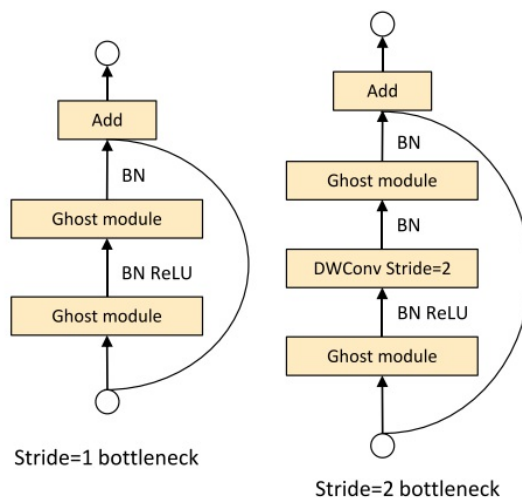 Add
BN
Ghost module
BN ReLU
Ghost module
Stride=1 bottleneck
Add
BN
Ghost module
BN
DWConv Stride=2
BN ReLU
Ghost module
Stride=2 bottleneck